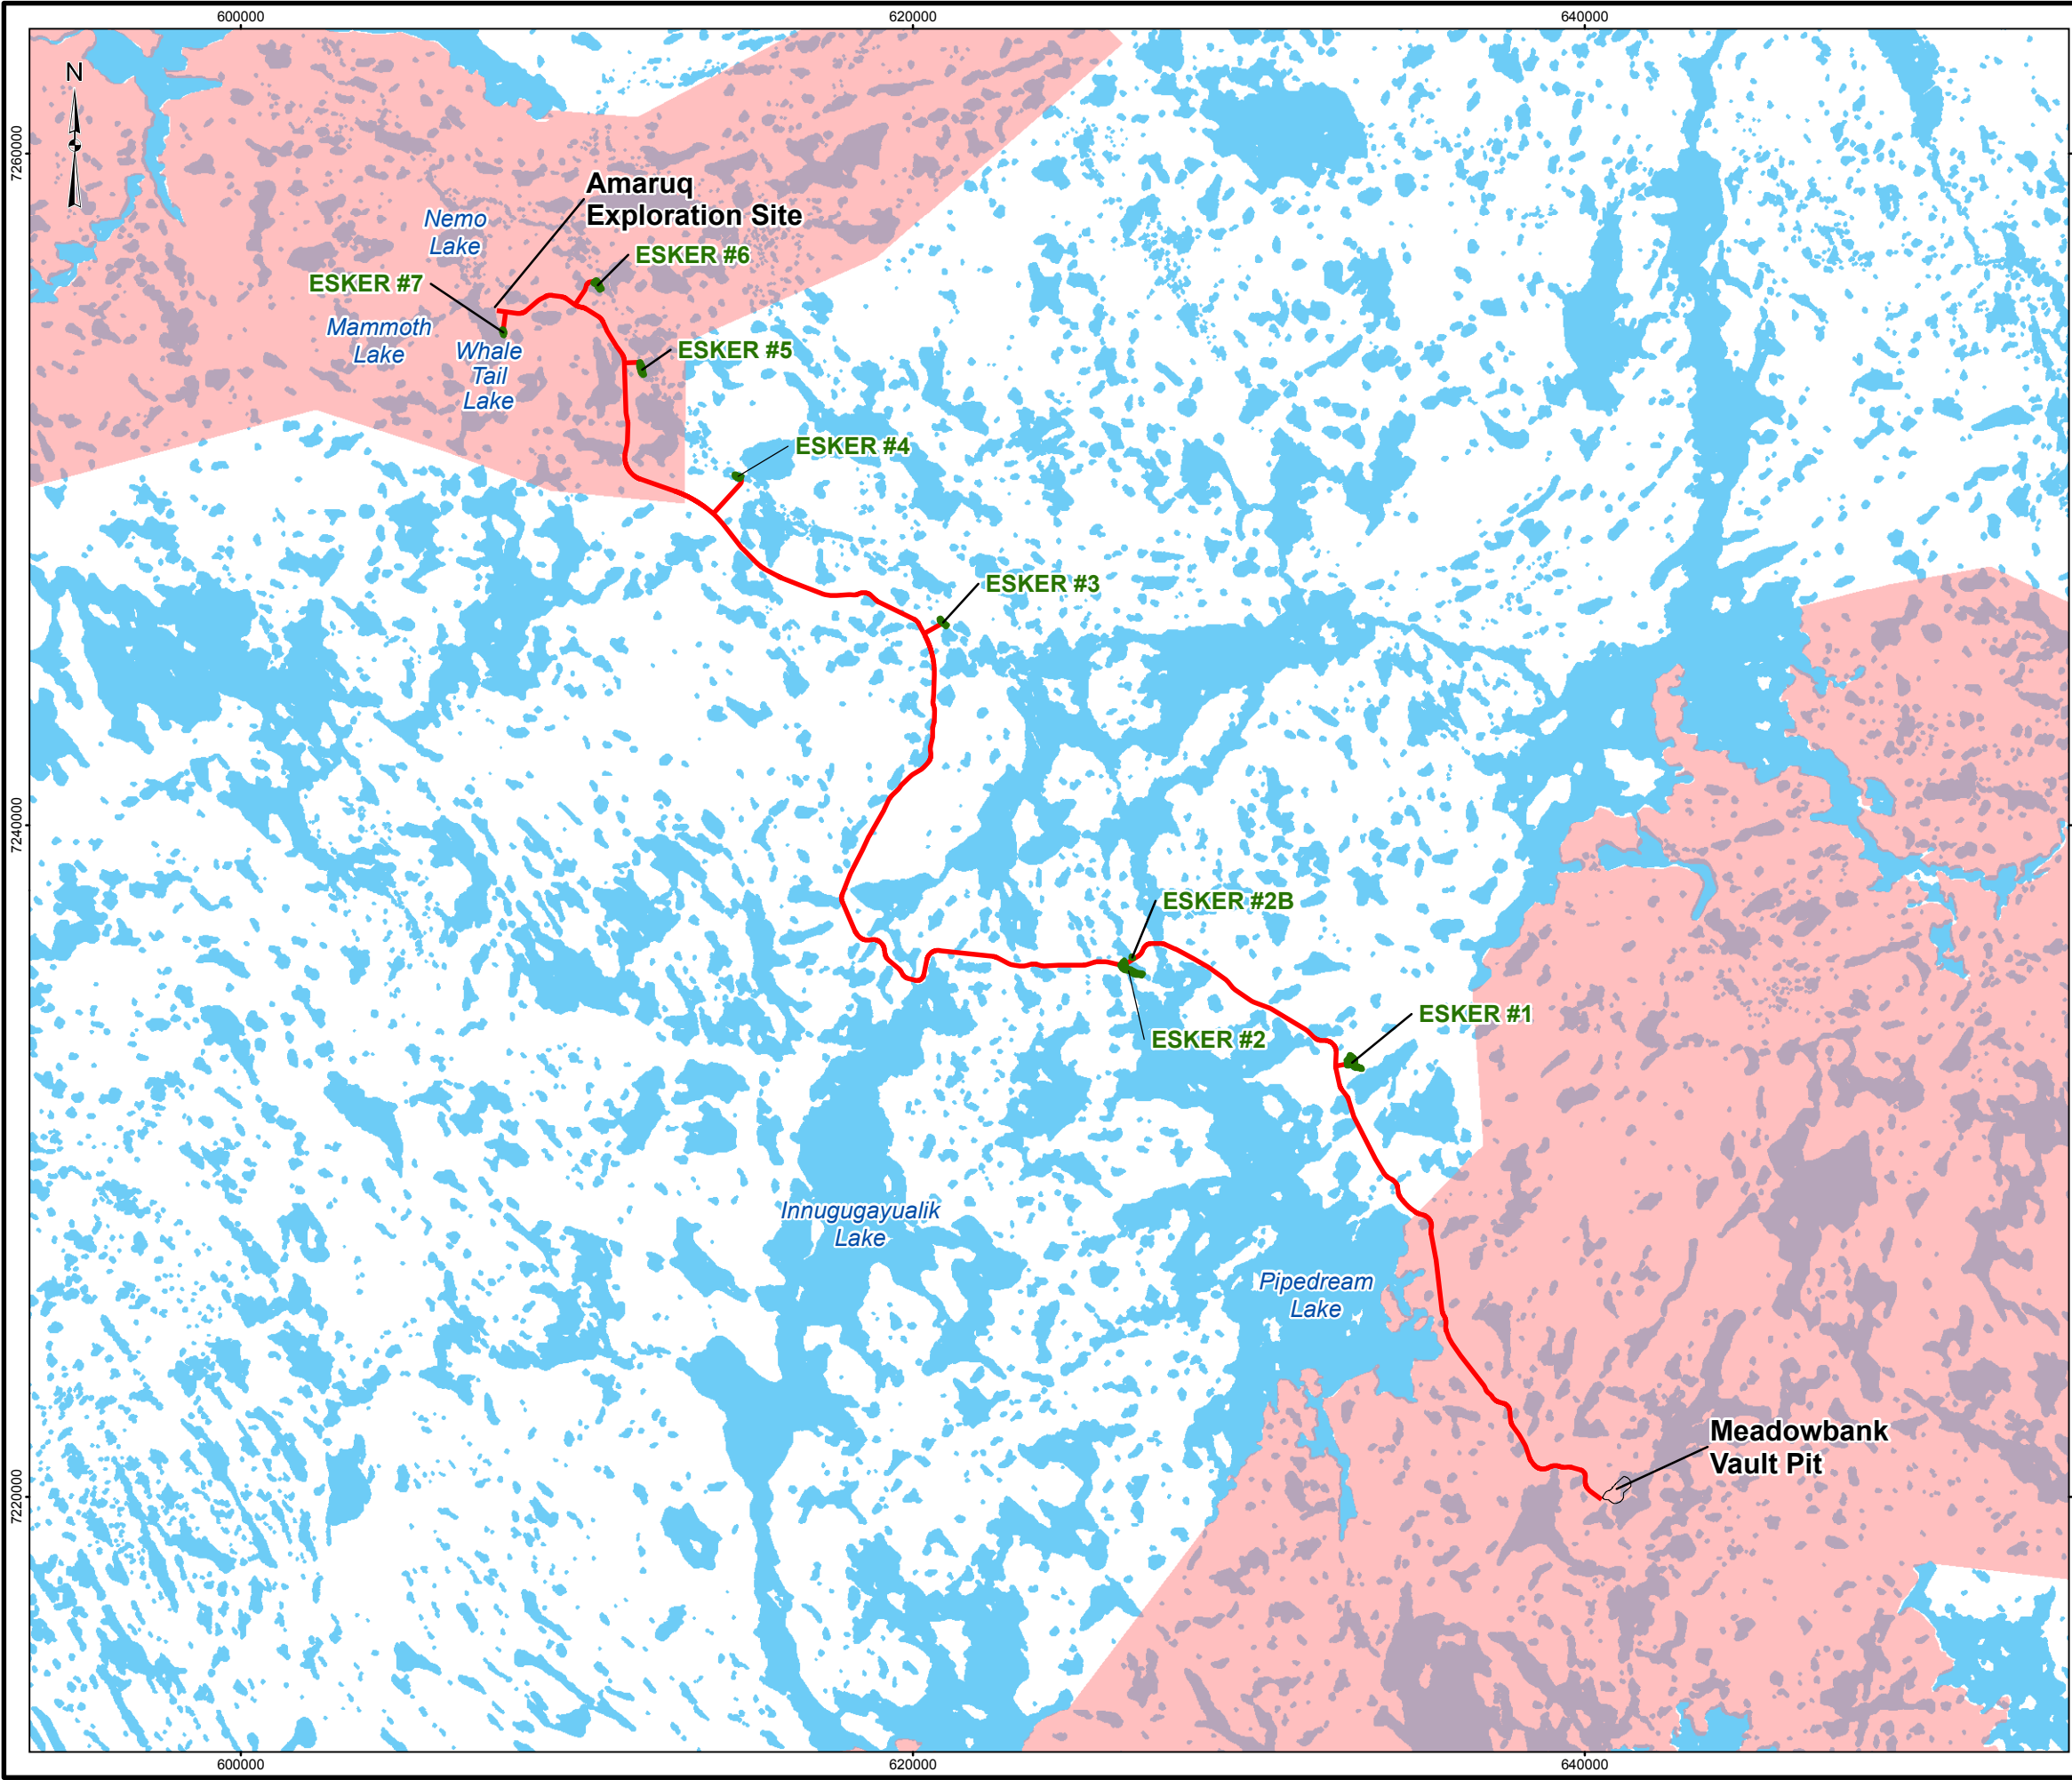 600000
620000
640000
N
7260000
Amaruq
Exploration Site
Nemo
Lake
ESKER #6
ESKER #7
Mammoth
Lake
Whale
Tail
Lake
ESKER #5
ESKER #4
ESKER #3
7240000
ESKER #2B
ESKER #1
ESKER #2
Innugugayualik
Lake
Pipedream
Lake
Meadowbank
Vault Pit
7220000
600000
620000
640000